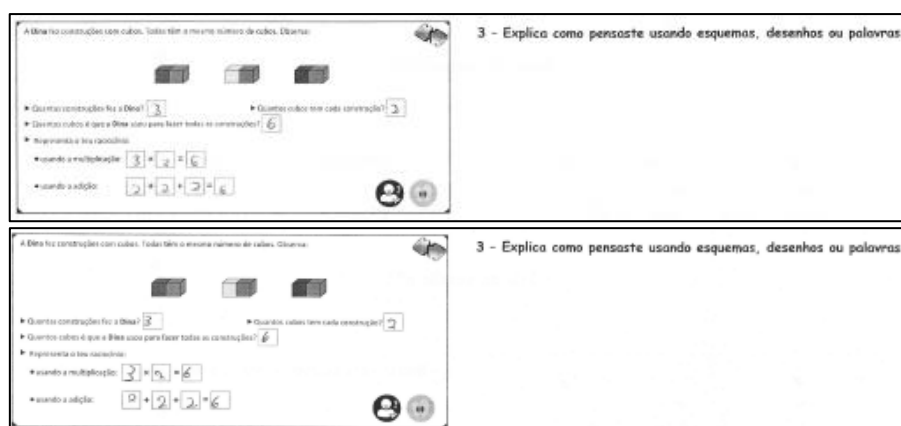 A Dina fez construções com cubos. Todas têm o mesmo número de cubos. Observa:
3 - Explica como pensaste usando esquemas, desenhos ou palavras
▶ Quantas construções fez a Dina? 3
▶ Quantos cubos tem cada construção? 2
▶ Quantos cubos é que a Dina usou para fazer todas as construções? 6
▶ Representa o teu raciocínio:
• usando a multiplicação: 3 × 2 = 6
• usando a adição: 2 + 2 + 2 = 6
A Dina fez construções com cubos. Todas têm o mesmo número de cubos. Observa:
3 - Explica como pensaste usando esquemas, desenhos ou palavras
▶ Quantas construções fez a Dina? 3
▶ Quantos cubos tem cada construção? 2
▶ Quantos cubos é que a Dina usou para fazer todas as construções? 6
▶ Representa o teu raciocínio:
• usando a multiplicação: 3 × 2 = 6
• usando a adição: 2 + 2 + 2 = 6